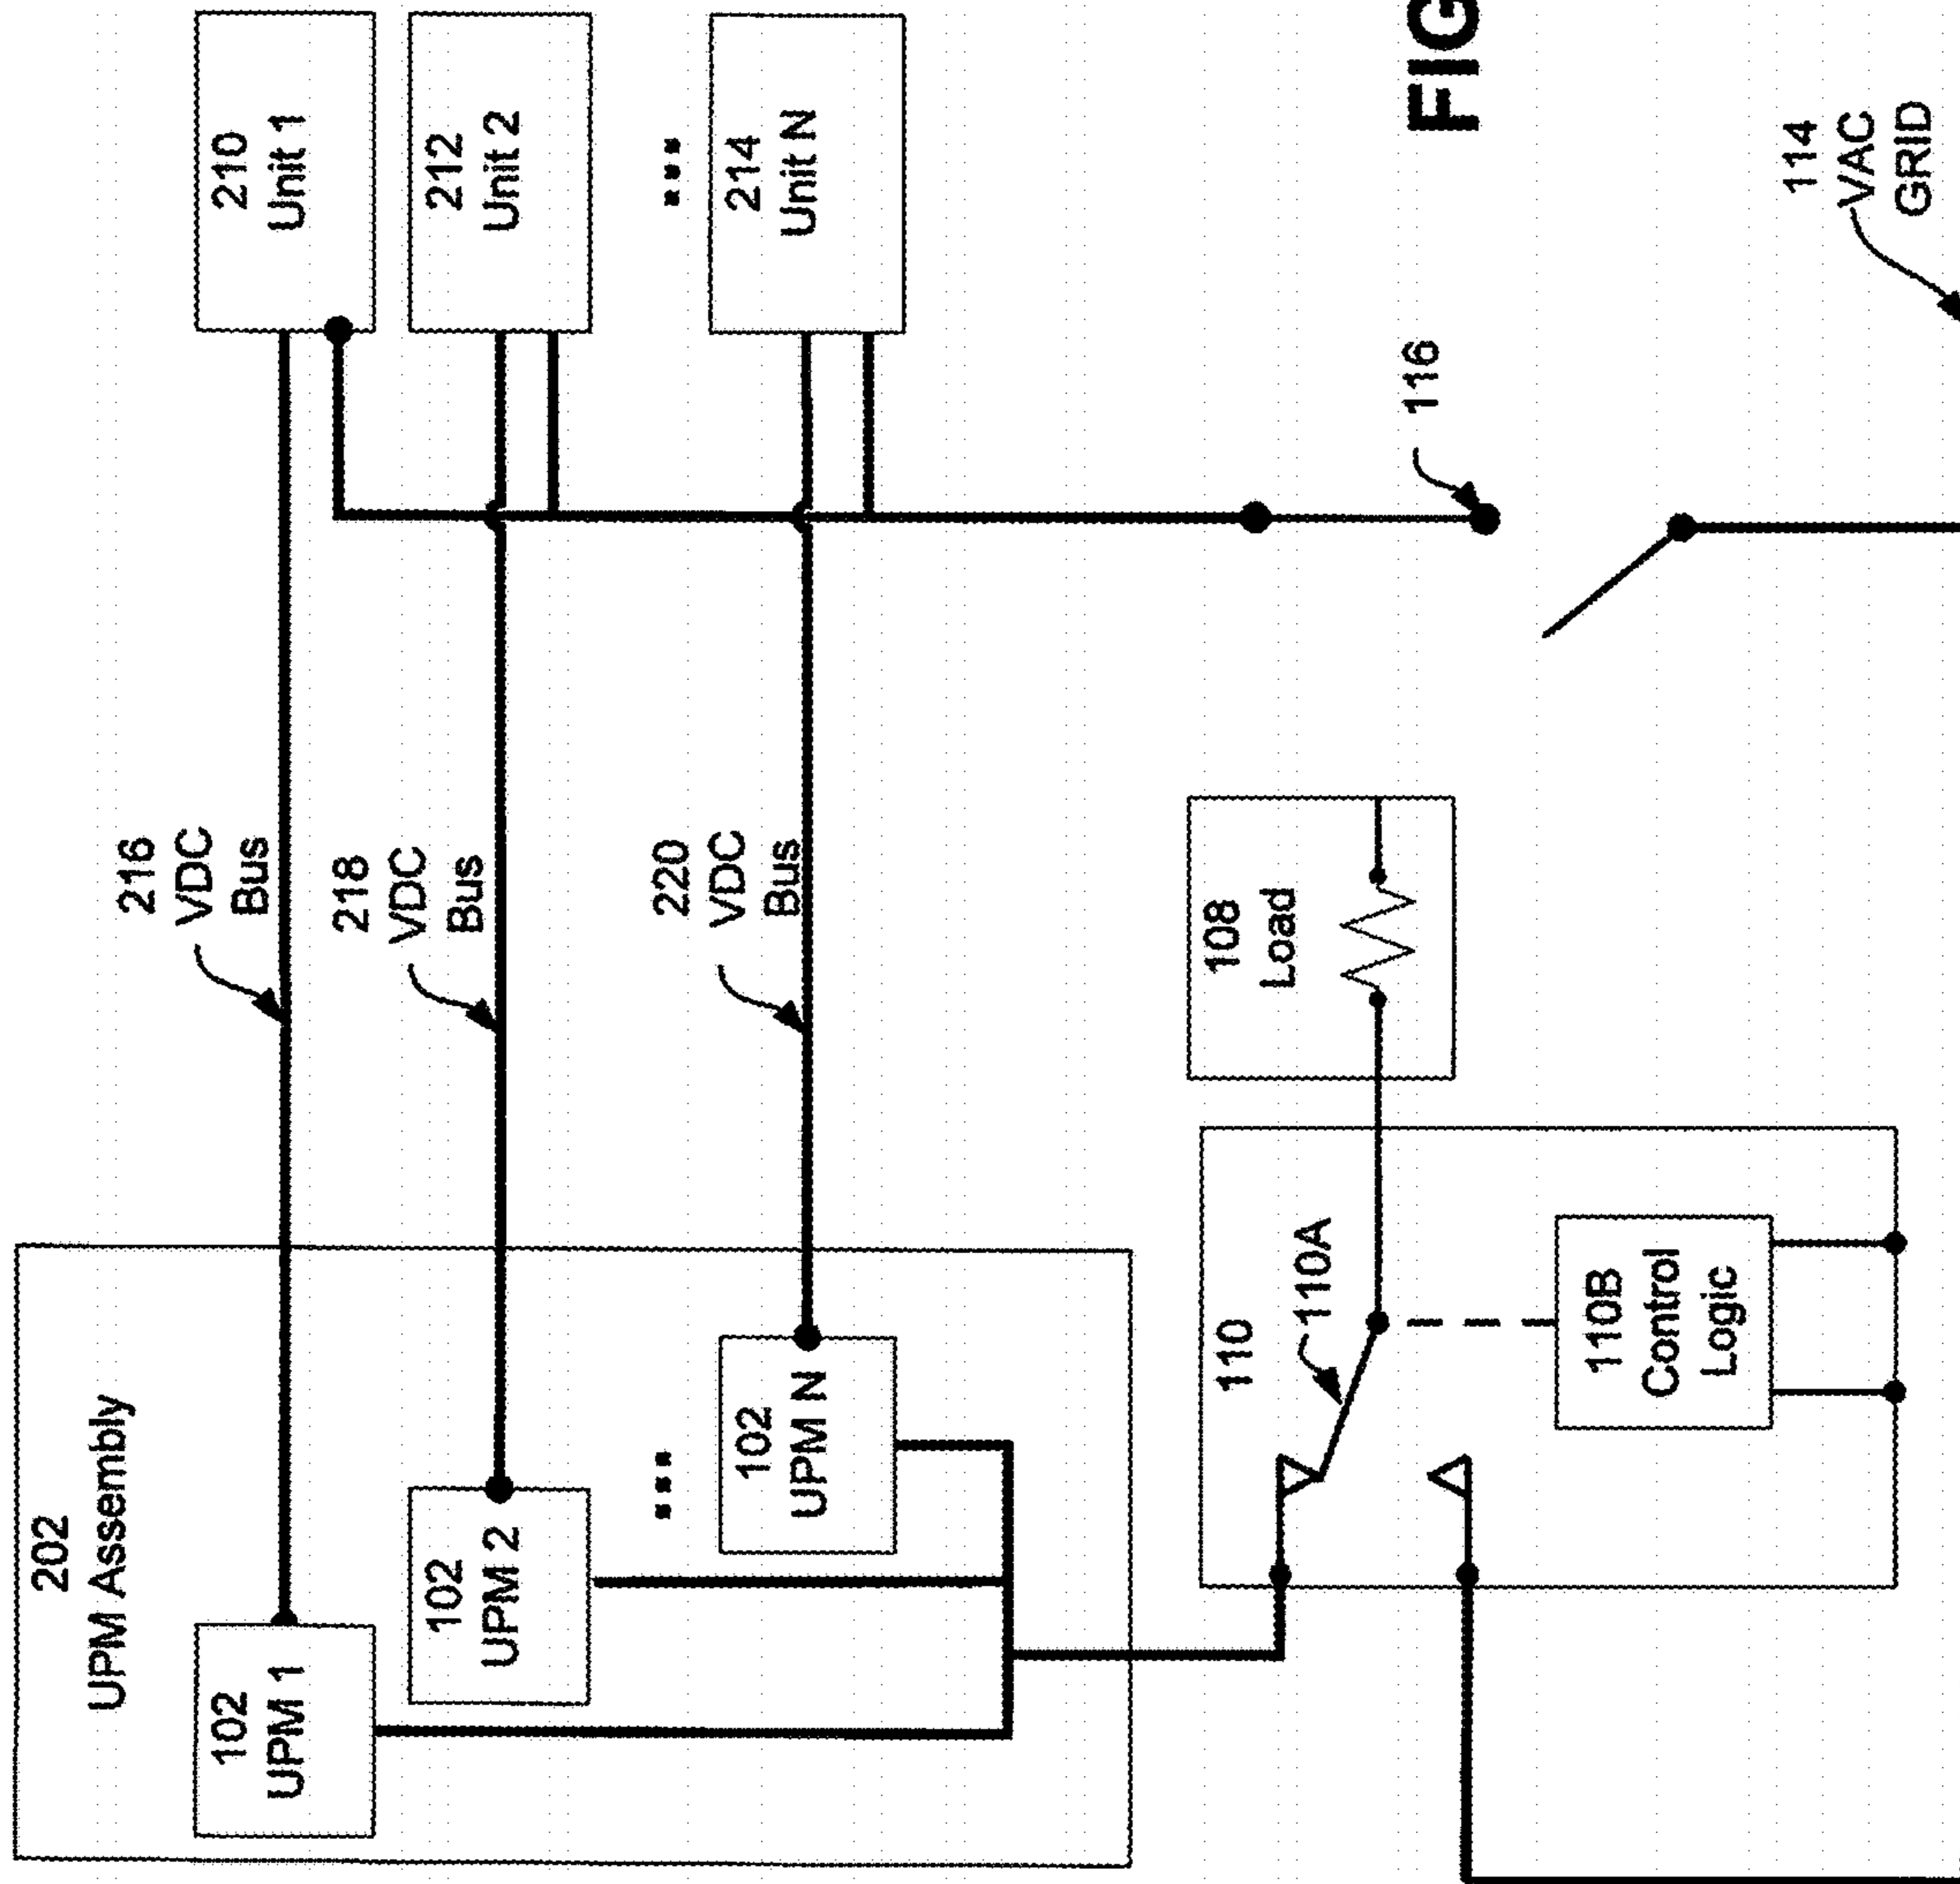 202
UPM Assembly
102
UPM 1
102
UPM 2
...
102
UPM N
216
VDC
Bus
218
VDC
Bus
220
VDC
Bus
210
Unit 1
212
Unit 2
...
214
Unit N
110
110A
110B
Control
Logic
108
Load
116
114
VAC
GRID
FIG